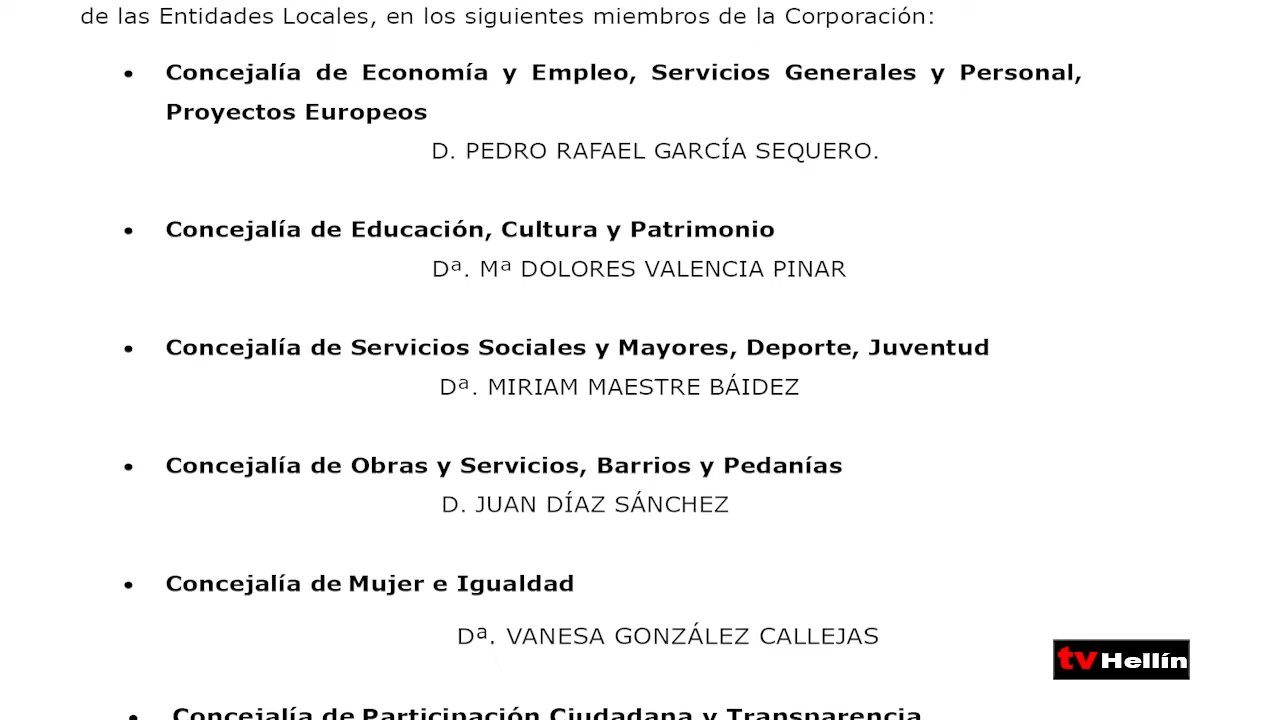 de las Entidades Locales, en los siguientes miembros de la Corporación:
• Concejalía de Economía y Empleo, Servicios Generales y Personal,
Proyectos Europeos
D. PEDRO RAFAEL GARCÍA SEQUERO.
• Concejalía de Educación, Cultura y Patrimonio
Dª. Mª DOLORES VALENCIA PINAR
• Concejalía de Servicios Sociales y Mayores, Deporte, Juventud
Dª. MIRIAM MAESTRE BÁIDEZ
• Concejalía de Obras y Servicios, Barrios y Pedanías
D. JUAN DÍAZ SÁNCHEZ
• Concejalía de Mujer e Igualdad
Dª. VANESA GONZÁLEZ CALLEJAS
tv Hellín
• Concejalía de Participación Ciudadana y Transparencia